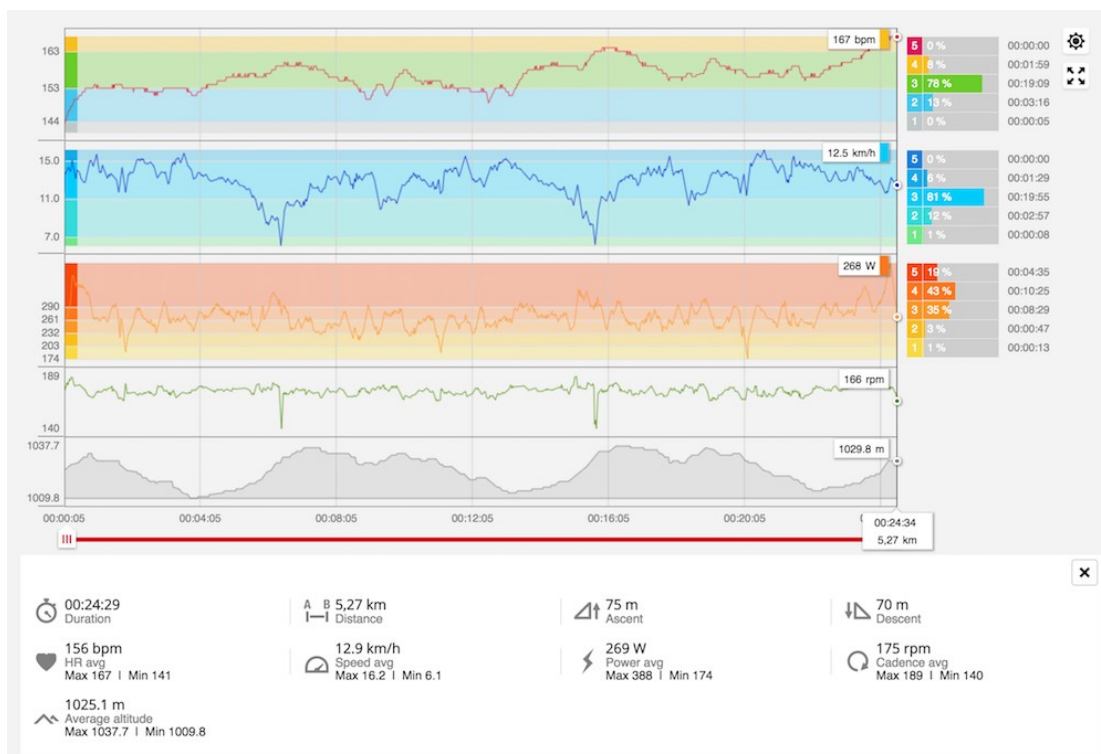 163
153
144
167 bpm
5 0 % 00:00:00
4 8 % 00:01:59
3 78 % 00:19:09
2 13 % 00:03:16
1 0 % 00:00:05
15.0
11.0
7.0
12.5 km/h
5 0 % 00:00:00
4 6 % 00:01:29
3 81 % 00:19:55
2 12 % 00:02:57
1 1 % 00:00:08
290
261
232
203
174
268 W
5 19 % 00:04:35
4 43 % 00:10:25
3 35 % 00:08:29
2 3 % 00:00:47
1 1 % 00:00:13
189
140
166 rpm
1037.7
1009.8
1029.8 m
00:00:05 00:04:05 00:08:05 00:12:05 00:16:05 00:20:05
00:24:34
5,27 km
00:24:29
Duration
A B 5,27 km
Distance
75 m
Ascent
70 m
Descent
156 bpm
HR avg
Max 167 | Min 141
12.9 km/h
Speed avg
Max 16.2 | Min 6.1
269 W
Power avg
Max 388 | Min 174
175 rpm
Cadence avg
Max 189 | Min 140
1025.1 m
Average altitude
Max 1037.7 | Min 1009.8